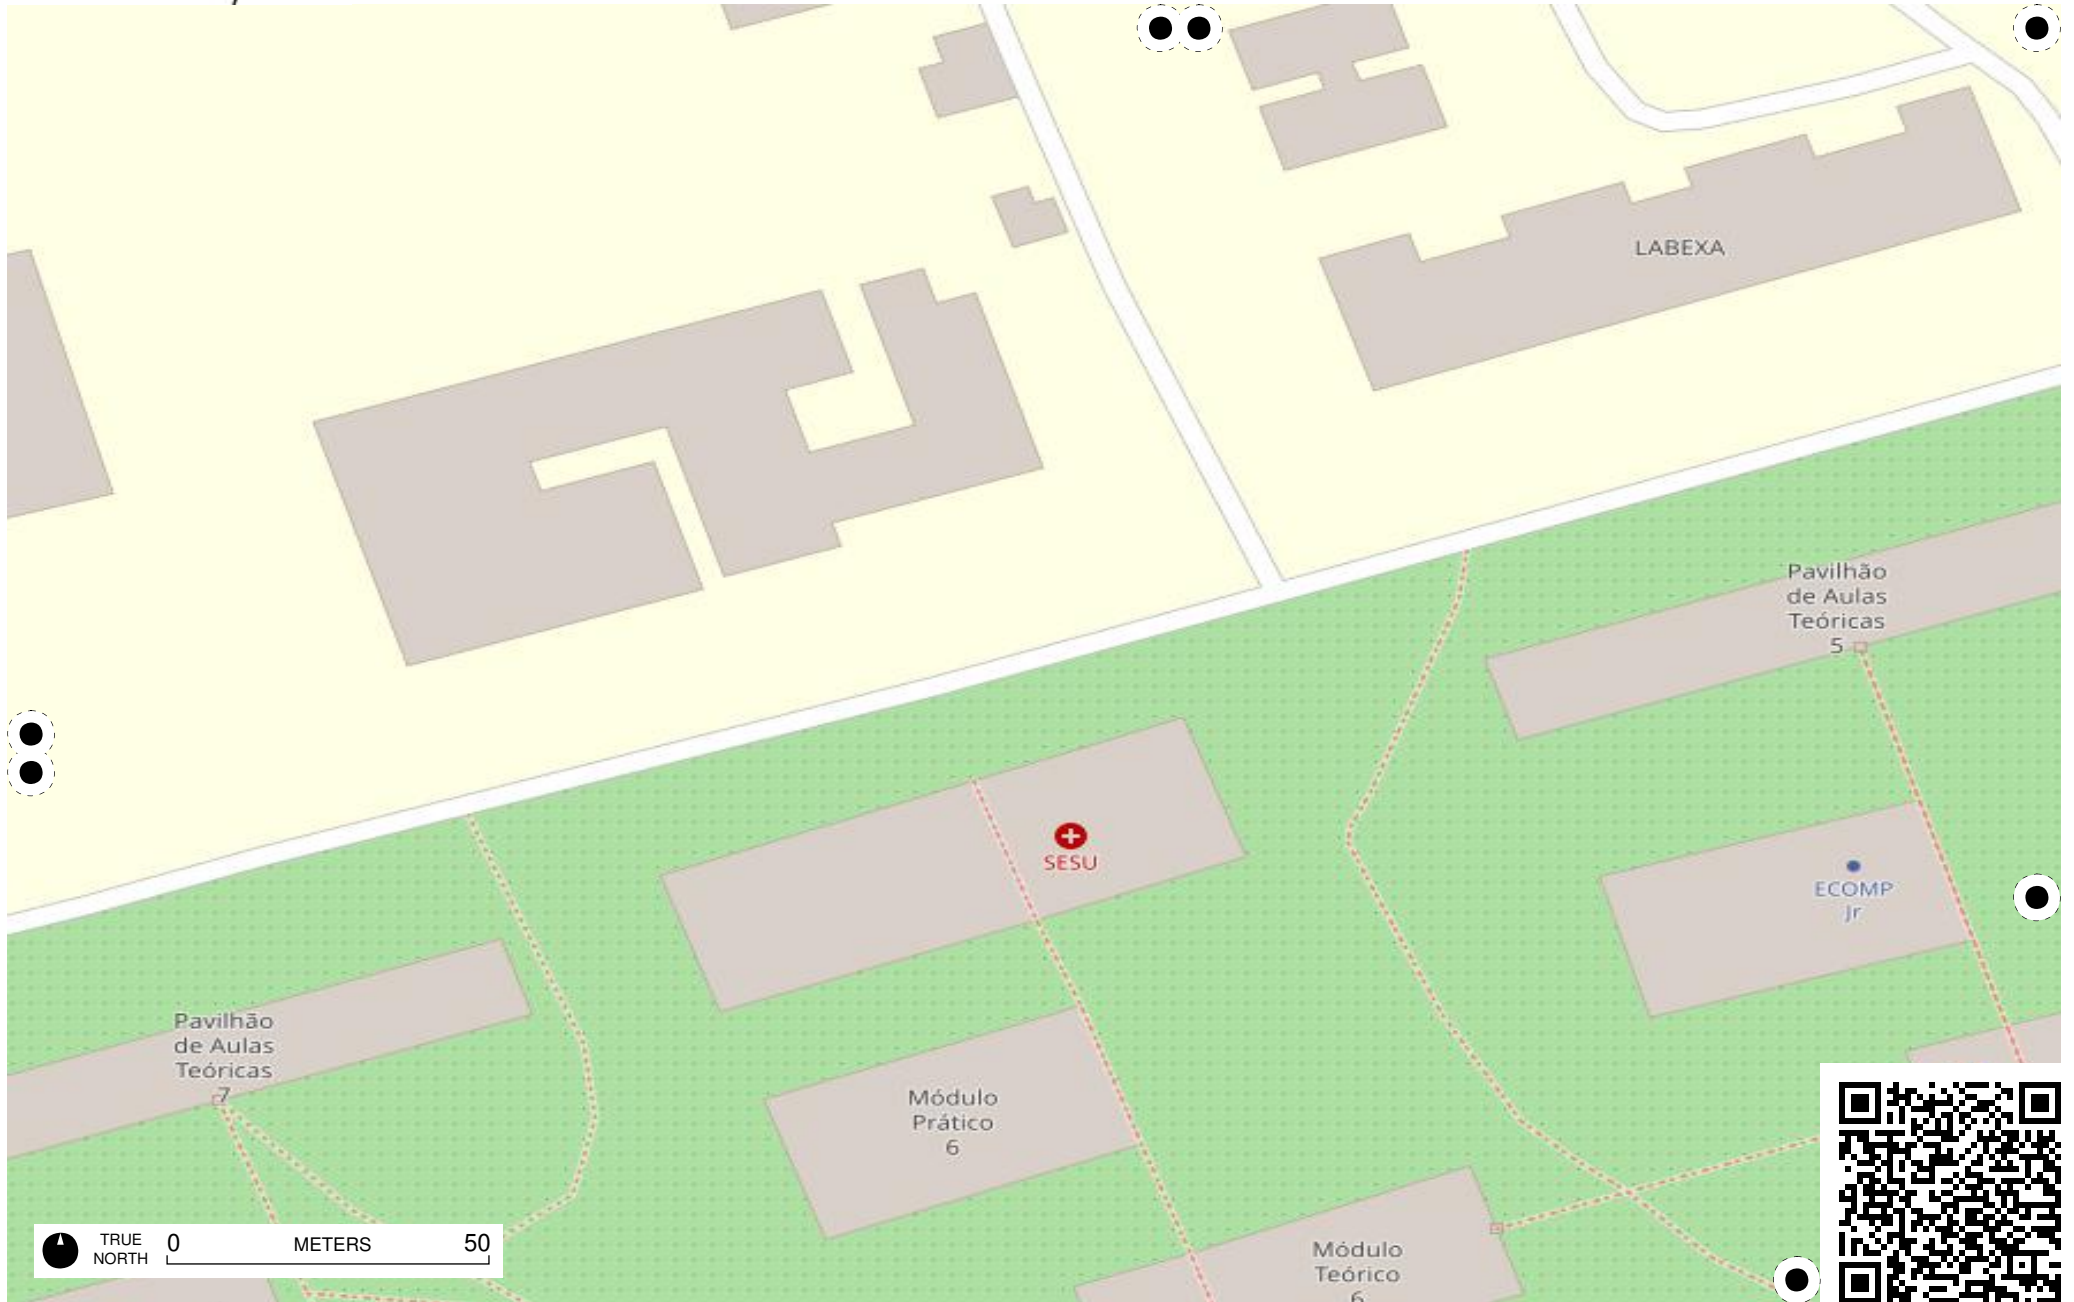 LABEXA
Pavilhão
de Aulas
Teóricas
5
SESU
ECOMP
Jr
Pavilhão
de Aulas
Teóricas
7
Módulo
Prático
6
Módulo
Teórico
6
TRUE
NORTH
0 METERS 50